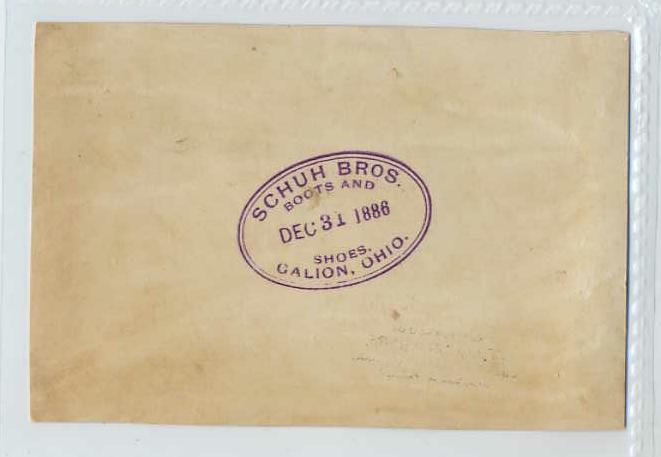 SCHUH BROS.
BOOTS AND
DEC 31 1886
SHOES.
GALION, OHIO.